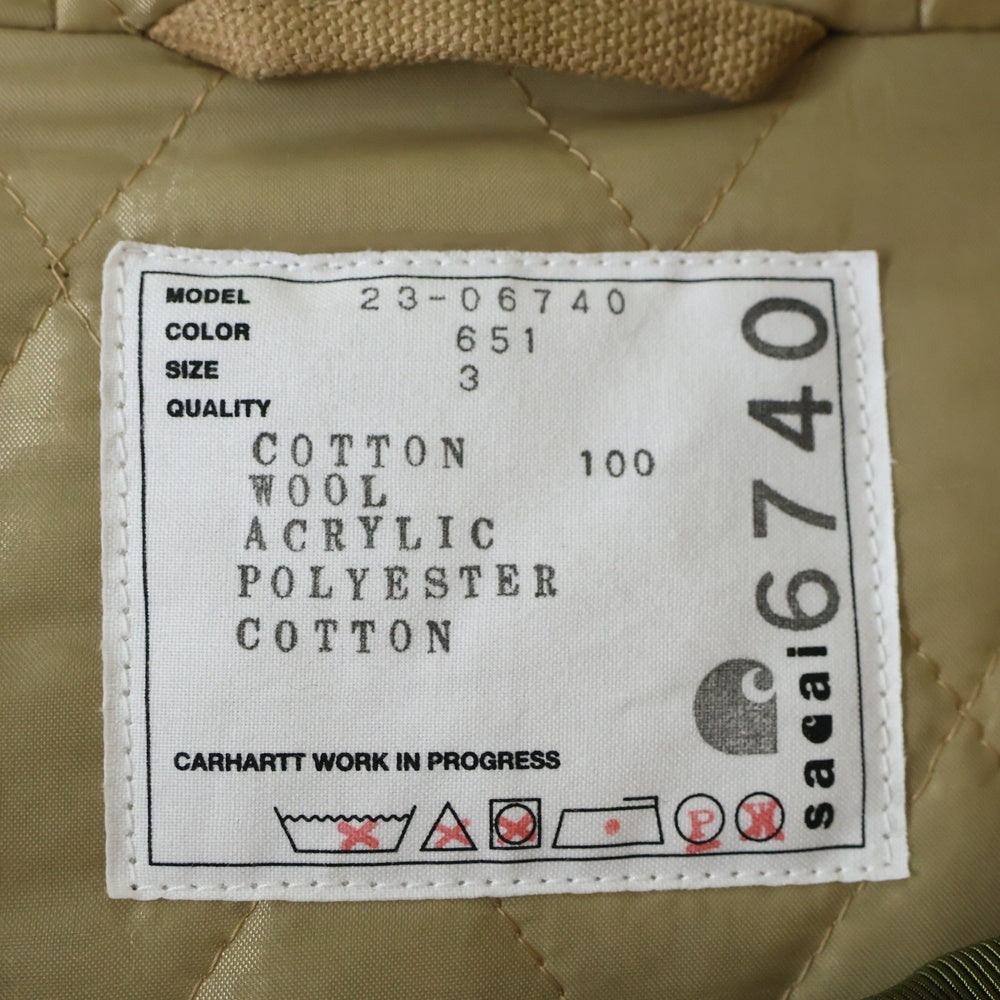 MODEL 23-06740
COLOR 651
SIZE 3
QUALITY
COTTON 100
WOOL
ACRYLIC
POLYESTER
COTTON
CARHARTT WORK IN PROGRESS
P
W
sacai 6740